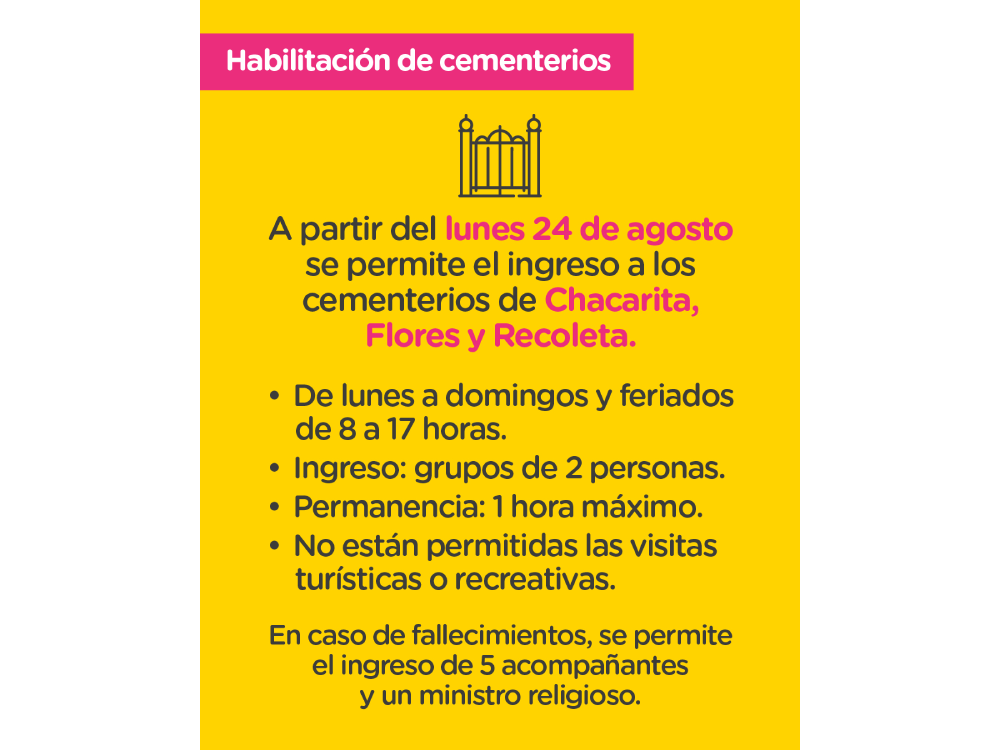 Habilitación de cementerios
A partir del lunes 24 de agosto
se permite el ingreso a los
cementerios de Chacarita,
Flores y Recoleta.
• De lunes a domingos y feriados
de 8 a 17 horas.
• Ingreso: grupos de 2 personas.
• Permanencia: 1 hora máximo.
• No están permitidas las visitas
turísticas o recreativas.
En caso de fallecimientos, se permite
el ingreso de 5 acompañantes
y un ministro religioso.